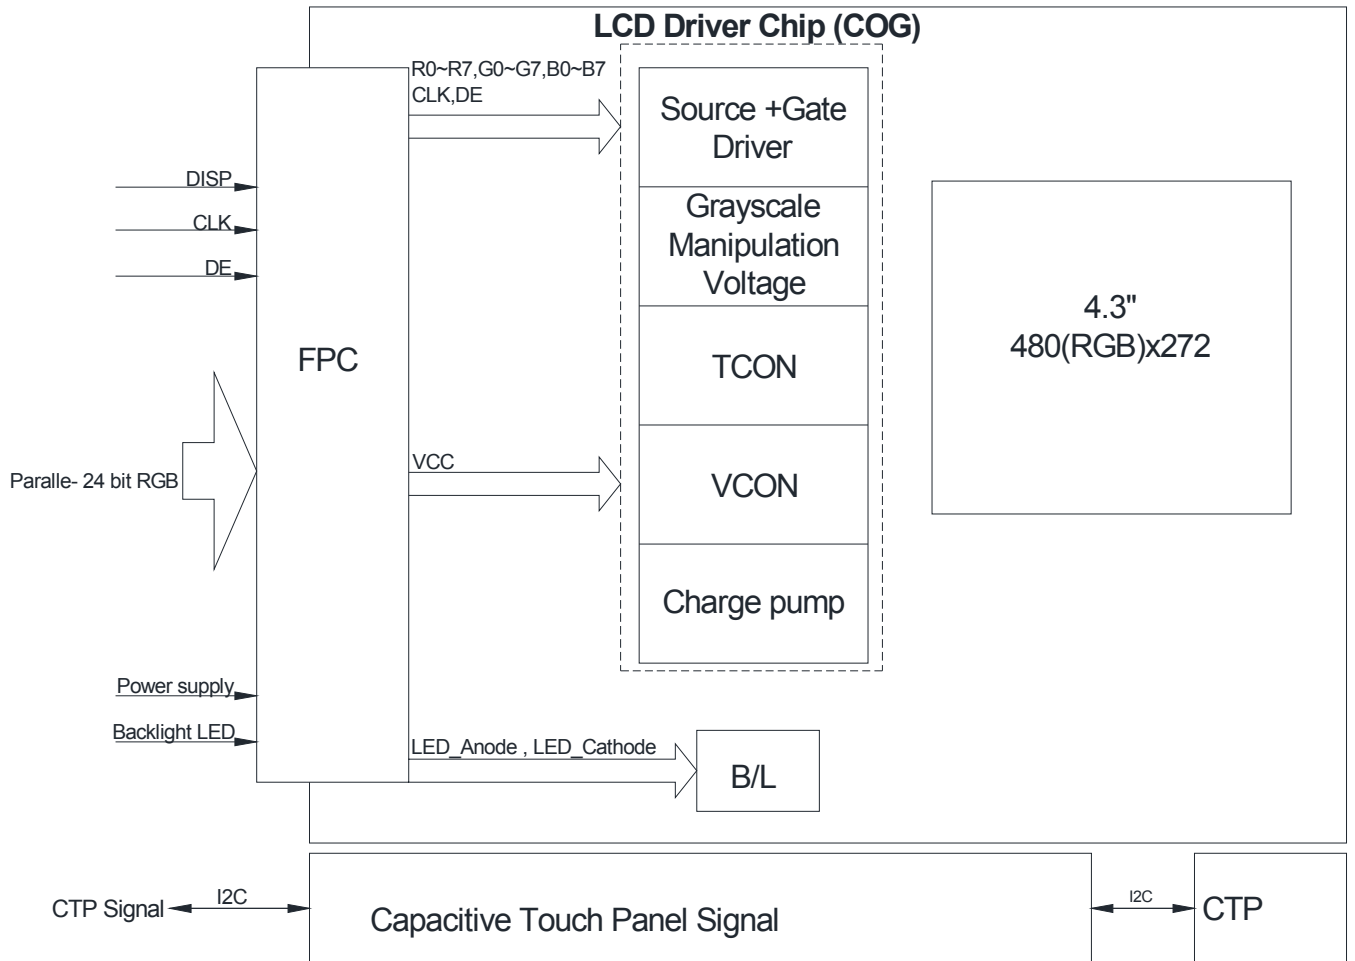 LCD Driver Chip (COG)
R0~R7,G0~G7,B0~B7
CLK,DE
Source +Gate
Driver
DISP
CLK
DE
Grayscale
Manipulation
Voltage
4.3"
480(RGB)x272
FPC
TCON
Paralle- 24 bit RGB
VCC
VCON
Charge pump
Power supply
Backlight LED
LED_Anode , LED_Cathode
B/L
CTP Signal
I2C
Capacitive Touch Panel Signal
I2C
CTP